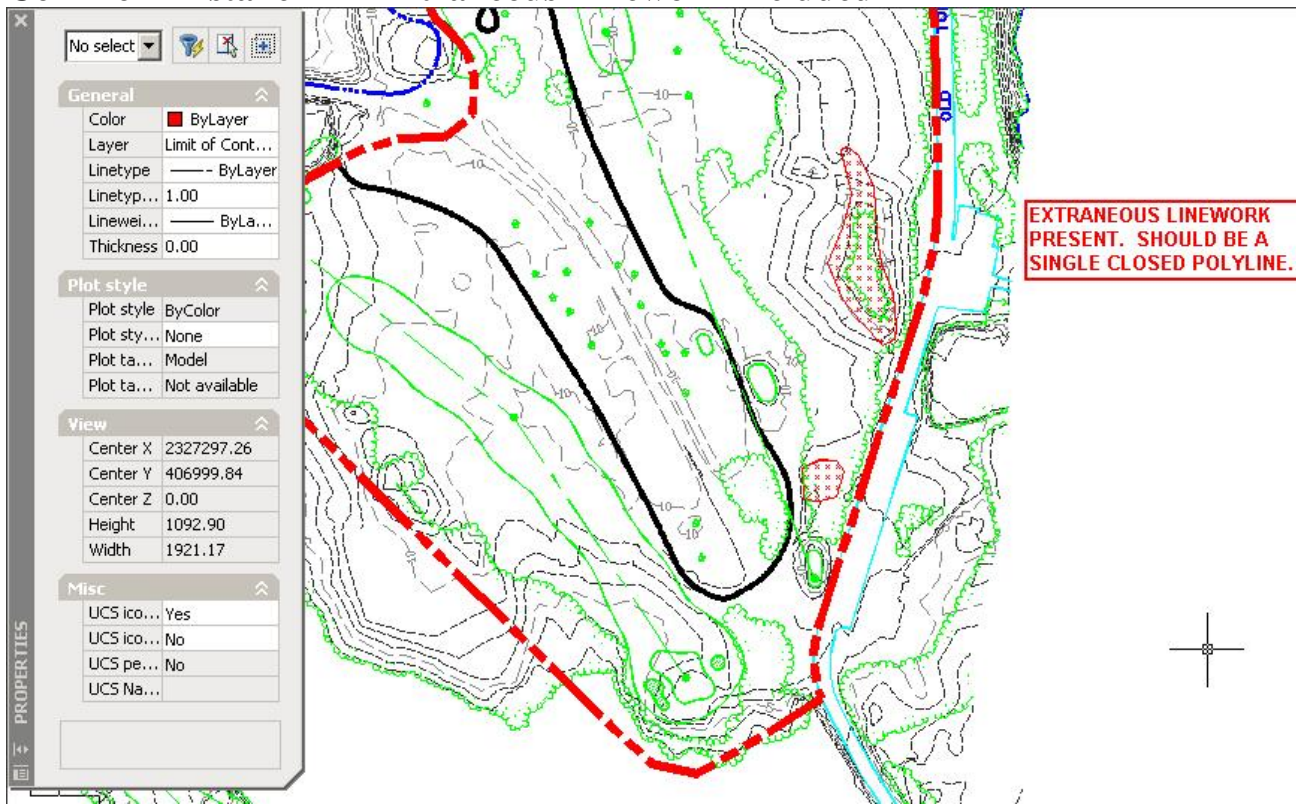 No select
General
Color ByLayer
Layer Limit of Cont...
Linetype ByLayer
Linetyp... 1.00
Linewei... ByLa...
Thickness 0.00
Plot style
Plot style ByColor
Plot sty... None
Plot ta... Model
Plot ta... Not available
View
Center X 2327297.26
Center Y 406999.84
Center Z 0.00
Height 1092.90
Width 1921.17
Misc
UCS ico... Yes
UCS ico... No
UCS pe... No
UCS Na...
PROPERTIES
OLD
EXTRANEOUS LINEWORK
PRESENT. SHOULD BE A
SINGLE CLOSED POLYLINE.